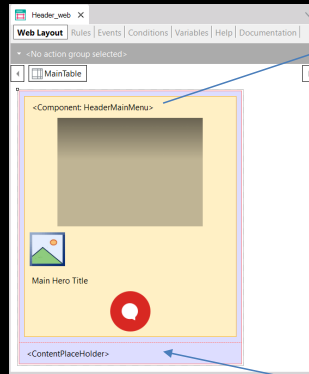 Header_web X
Web Layout | Rules | Events | Conditions | Variables | Help | Documentation |
<No action group selected>
MainTable
<Component: HeaderMainMenu>
Main Hero Title
<ContentPlaceHolder>